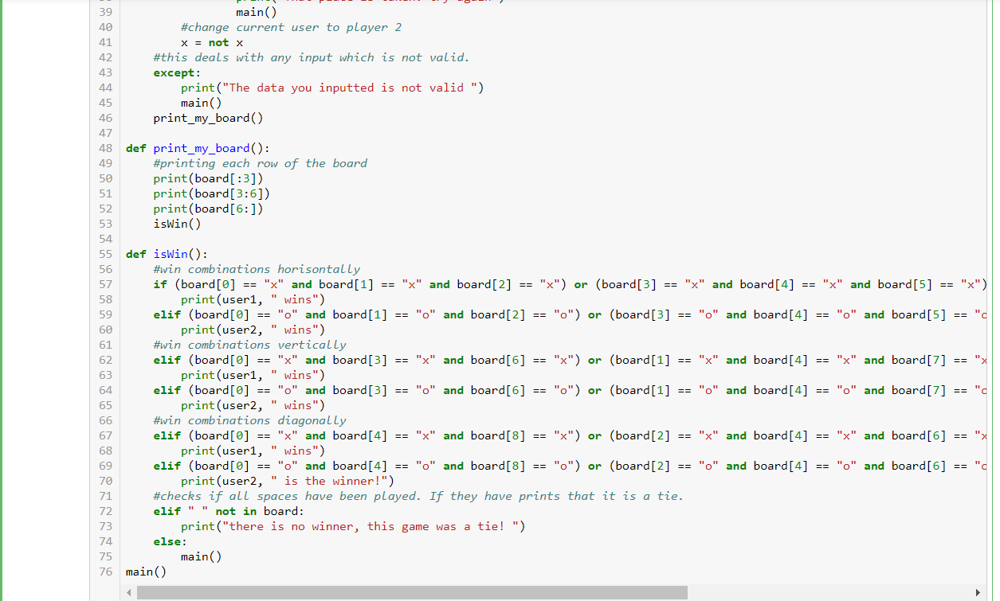 39 main()
40 #change current user to player 2
41 x = not x
42 #this deals with any input which is not valid.
43 except:
44 print("The data you inputted is not valid ")
45 main()
46 print_my_board()
47
48 def print_my_board():
49 #printing each row of the board
50 print(board[:3])
51 print(board[3:6])
52 print(board[6:])
53 isWin()
54
55 def isWin():
56 #win combinations horisontally
57 if (board[0] == "x" and board[1] == "x" and board[2] == "x") or (board[3] == "x" and board[4] == "x" and board[5] == "x")
58 print(user1, " wins")
59 elif (board[0] == "o" and board[1] == "o" and board[2] == "o") or (board[3] == "o" and board[4] == "o" and board[5] == "o
60 print(user2, " wins")
61 #win combinations vertically
62 elif (board[0] == "x" and board[3] == "x" and board[6] == "x") or (board[1] == "x" and board[4] == "x" and board[7] == "x
63 print(user1, " wins")
64 elif (board[0] == "o" and board[3] == "o" and board[6] == "o") or (board[1] == "o" and board[4] == "o" and board[7] == "o
65 print(user2, " wins")
66 #win combinations diagonally
67 elif (board[0] == "x" and board[4] == "x" and board[8] == "x") or (board[2] == "x" and board[4] == "x" and board[6] == "x
68 print(user1, " wins")
69 elif (board[0] == "o" and board[4] == "o" and board[8] == "o") or (board[2] == "o" and board[4] == "o" and board[6] == "o
70 print(user2, " is the winner!")
71 #checks if all spaces have been played. If they have prints that it is a tie.
72 elif " " not in board:
73 print("there is no winner, this game was a tie! ")
74 else:
75 main()
76 main()